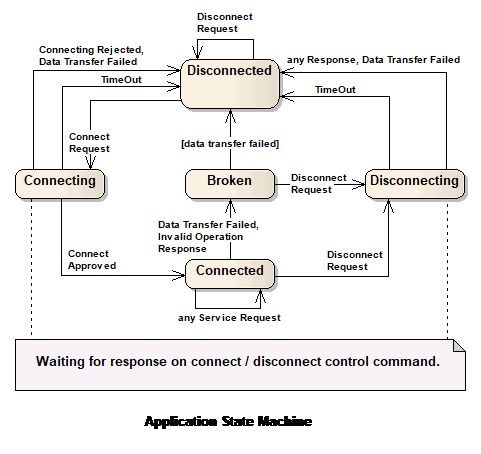 Disconnect
Request
Connecting Rejected,
Data Transfer Failed
any Response, Data Transfer Failed
Disconnected
TimeOut
TimeOut
Connect
Request
[data transfer failed]
Connecting
Broken
Disconnect
Request
Disconnecting
Data Transfer Failed,
Invalid Operation
Response
Connect
Approved
Disconnect
Request
Connected
any Service Request
Waiting for response on connect / disconnect control command.
Application State Machine